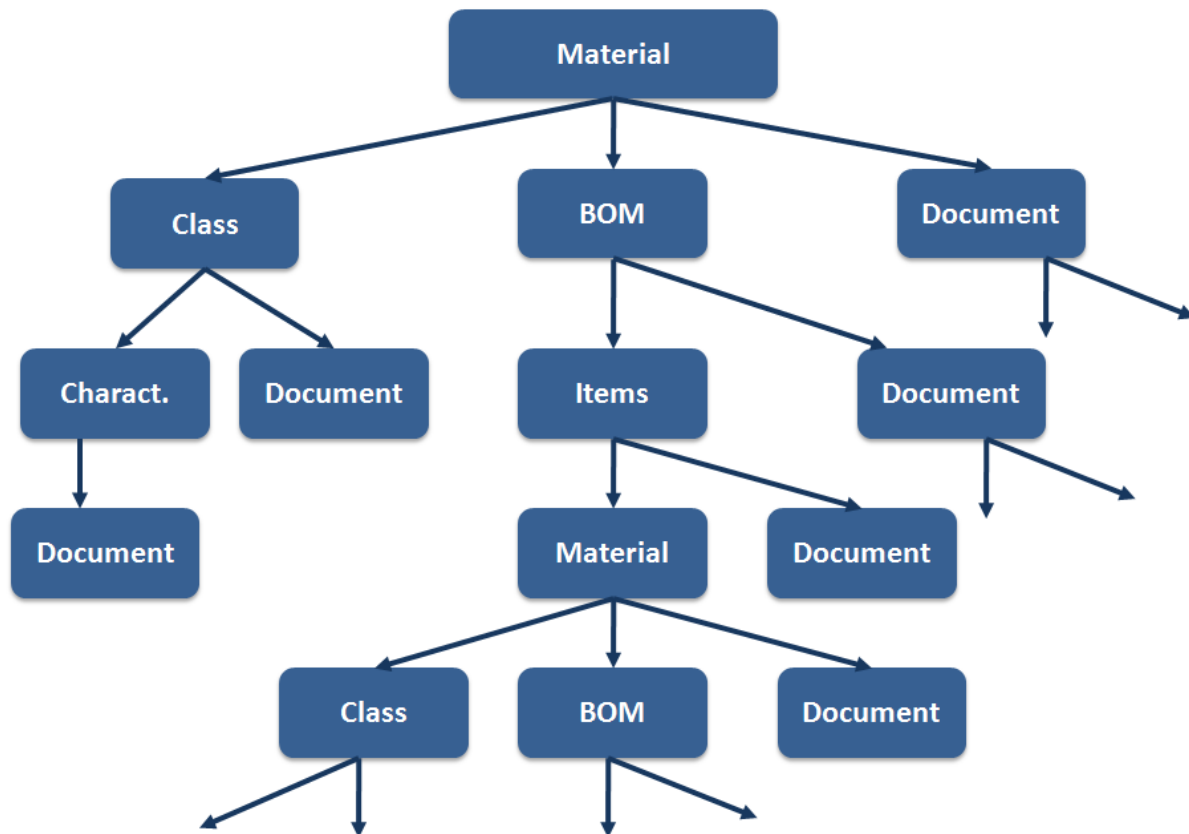 Material
Class
BOM
Document
Charact.
Document
Items
Document
Document
Material
Document
Class
BOM
Document